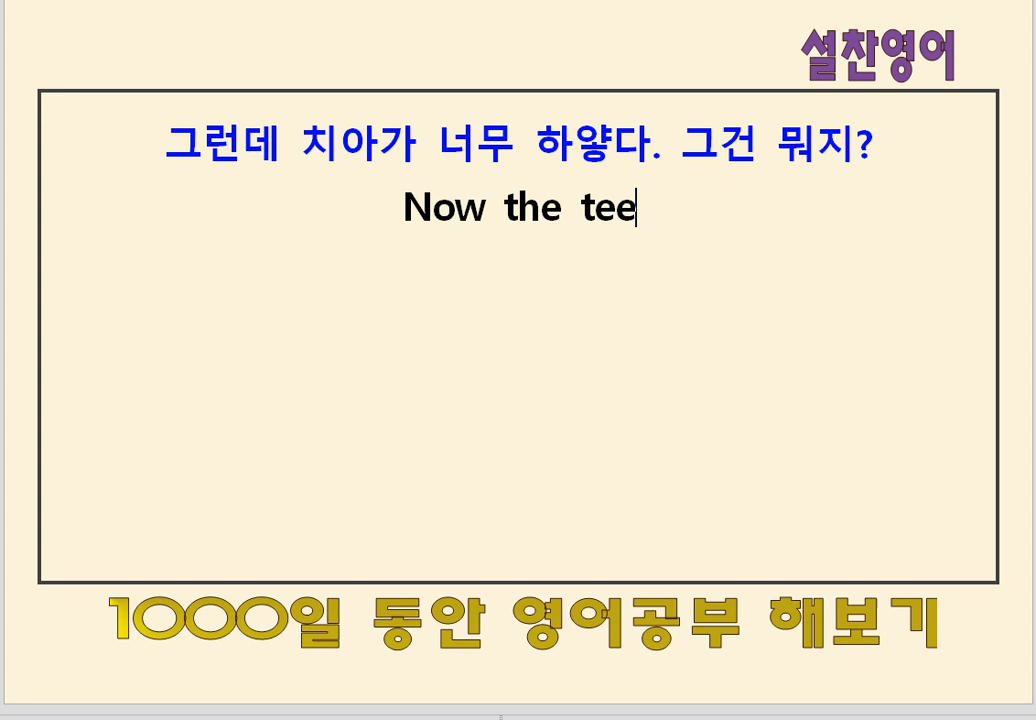 설찬영어
그런데 치아가 너무 하얗다. 그건 뭐지?
Now the tee
1000일 동안 영어공부 해보기